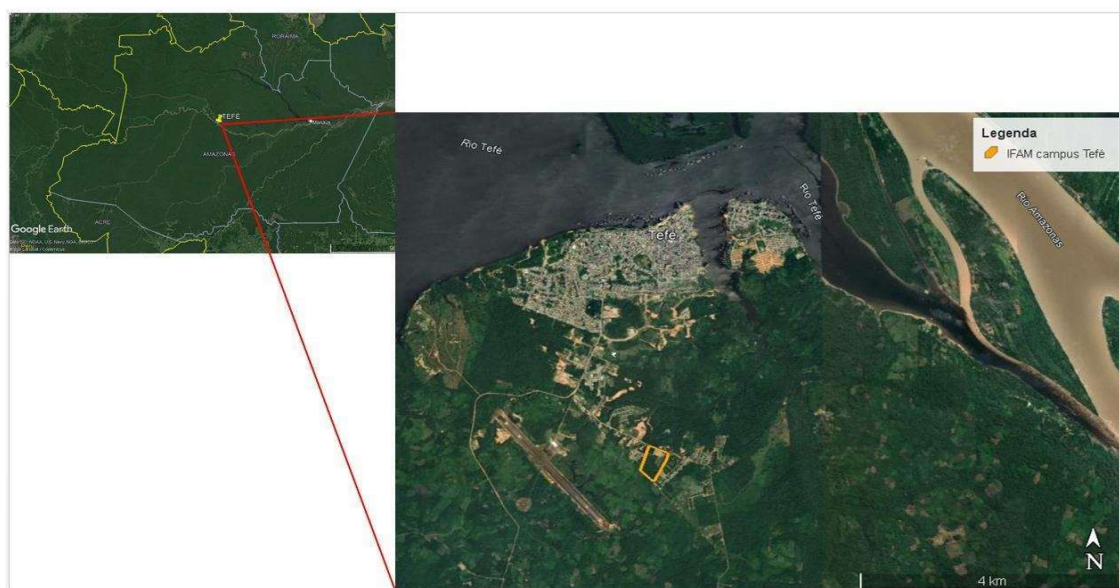 RORAIMA
TEFÉ
Manaus
AMAZONAS
ACRE
Google Earth
Legenda
IFAM campus Tefé
Rio Tefé
Rio Tefé
Tefé
Rio Amazonas
N
4 km